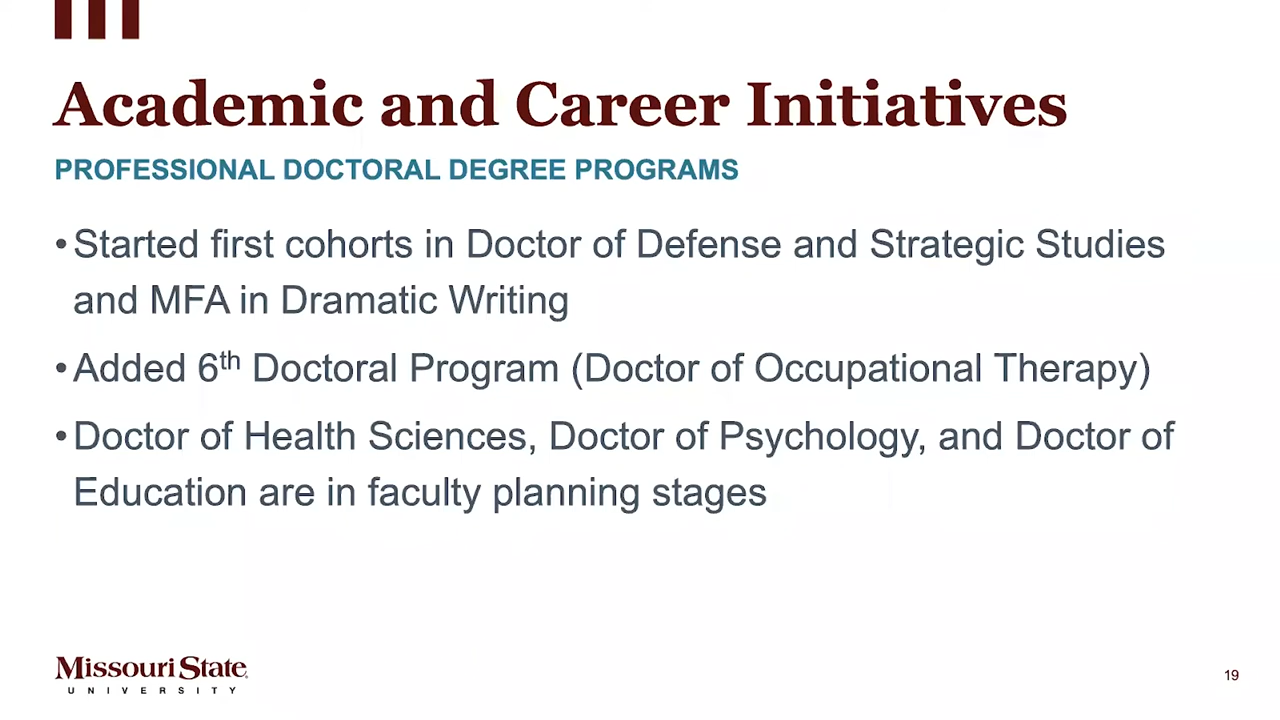 Academic and Career Initiatives
PROFESSIONAL DOCTORAL DEGREE PROGRAMS
• Started first cohorts in Doctor of Defense and Strategic Studies
and MFA in Dramatic Writing
• Added 6th Doctoral Program (Doctor of Occupational Therapy)
• Doctor of Health Sciences, Doctor of Psychology, and Doctor of
Education are in faculty planning stages
Missouri State
UNIVERSITY
19